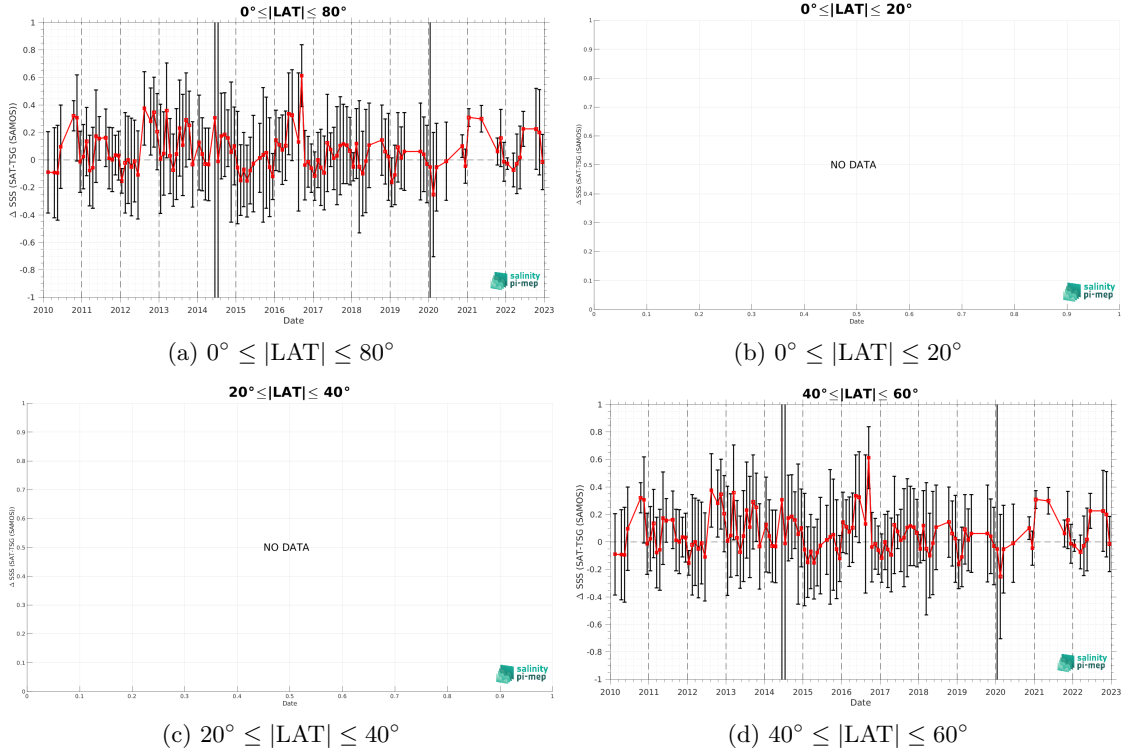 0°≤|LAT|≤ 80°
Δ SSS (SAT-TSG (SAMOS))
1
0.8
0.6
0.4
0.2
0
-0.2
-0.4
-0.6
-0.8
-1
2010 2011 2012 2013 2014 2015 2016 2017 2018 2019 2020 2021 2022 2023
Date
salinity
pi-mep
(a) 0° ≤ |LAT| ≤ 80°
0°≤|LAT|≤ 20°
Δ SSS (SAT-TSG (SAMOS))
1
0.9
0.8
0.7
0.6
0.5
0.4
0.3
0.2
0.1
0
NO DATA
0 0.1 0.2 0.3 0.4 0.5 0.6 0.7 0.8 0.9 1
Date
salinity
pi-mep
(b) 0° ≤ |LAT| ≤ 20°
20°≤|LAT|≤ 40°
Δ SSS (SAT-TSG (SAMOS))
1
0.9
0.8
0.7
0.6
0.5
0.4
0.3
0.2
0.1
0
NO DATA
0 0.1 0.2 0.3 0.4 0.5 0.6 0.7 0.8 0.9 1
Date
salinity
pi-mep
(c) 20° ≤ |LAT| ≤ 40°
40°≤|LAT|≤ 60°
Δ SSS (SAT-TSG (SAMOS))
1
0.8
0.6
0.4
0.2
0
-0.2
-0.4
-0.6
-0.8
-1
2010 2011 2012 2013 2014 2015 2016 2017 2018 2019 2020 2021 2022 2023
Date
salinity
pi-mep
(d) 40° ≤ |LAT| ≤ 60°